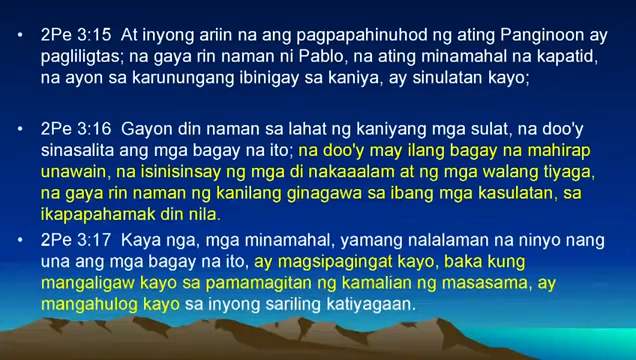 • 2Pe 3:15 At inyong ariin na ang pagpapahinuhod ng ating Panginoon ay
pagliligtas; na gaya rin naman ni Pablo, na ating minamahal na kapatid,
na ayon sa karunungang ibinigay sa kaniya, ay sinulatan kayo;
• 2Pe 3:16 Gayon din naman sa lahat ng kaniyang mga sulat, na doo'y
sinasalita ang mga bagay na ito; na doo'y may ilang bagay na mahirap
unawain, na isinisinsay ng mga di nakaaalam at ng mga walang tiyaga,
na gaya rin naman ng kanilang ginagawa sa ibang mga kasulatan, sa
ikapapahamak din nila.
• 2Pe 3:17 Kaya nga, mga minamahal, yamang nalalaman na ninyo nang
una ang mga bagay na ito, ay magsipagingat kayo, baka kung
mangaligaw kayo sa pamamagitan ng kamalian ng masasama, ay
mangahulog kayo sa inyong sariling katiyagaan.